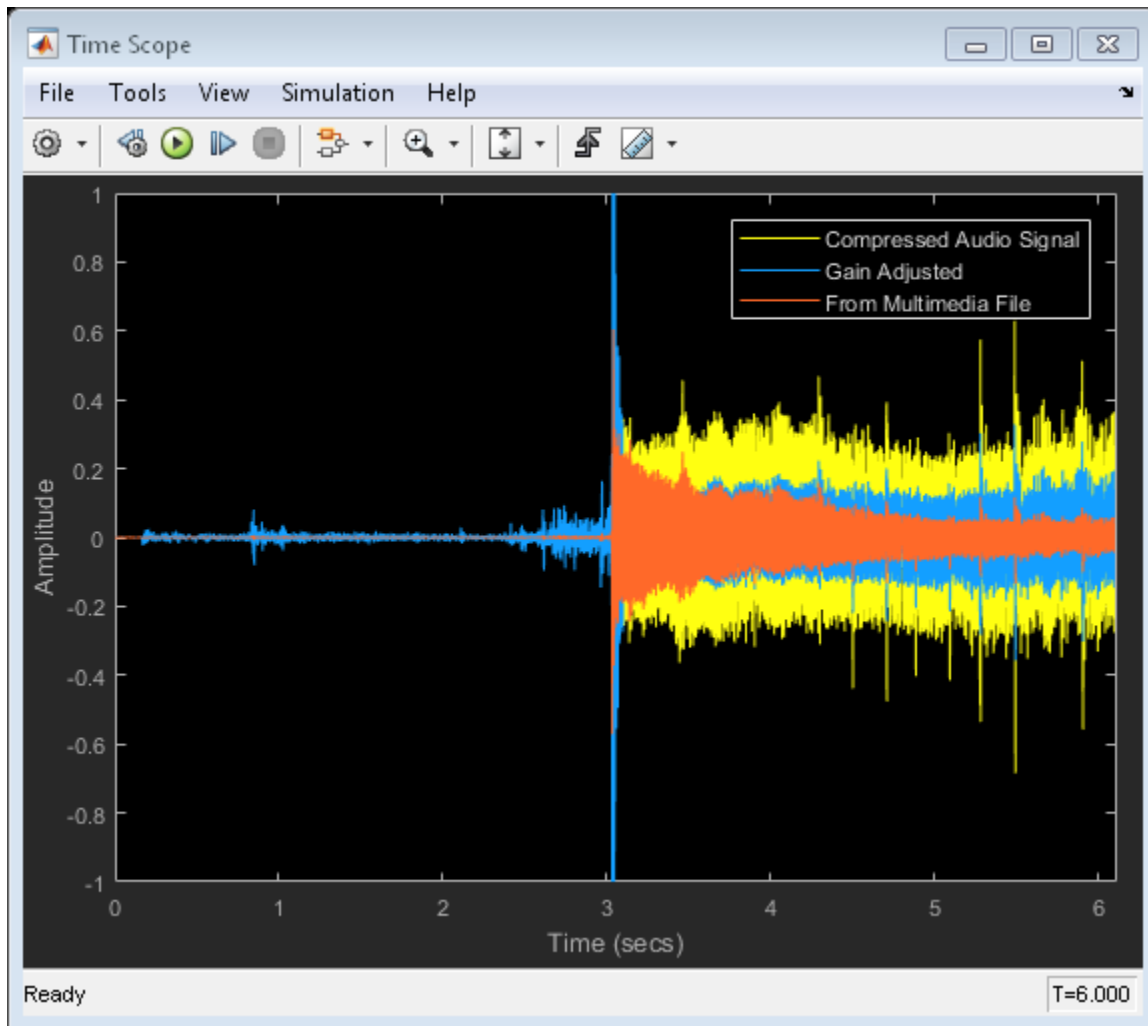 Time Scope
File Tools View Simulation Help
1
0.8
0.6
0.4
0.2
0
-0.2
-0.4
-0.6
-0.8
-1
Amplitude
Compressed Audio Signal
Gain Adjusted
From Multimedia File
0 1 2 3 4 5 6
Time (secs)
Ready T=6.000